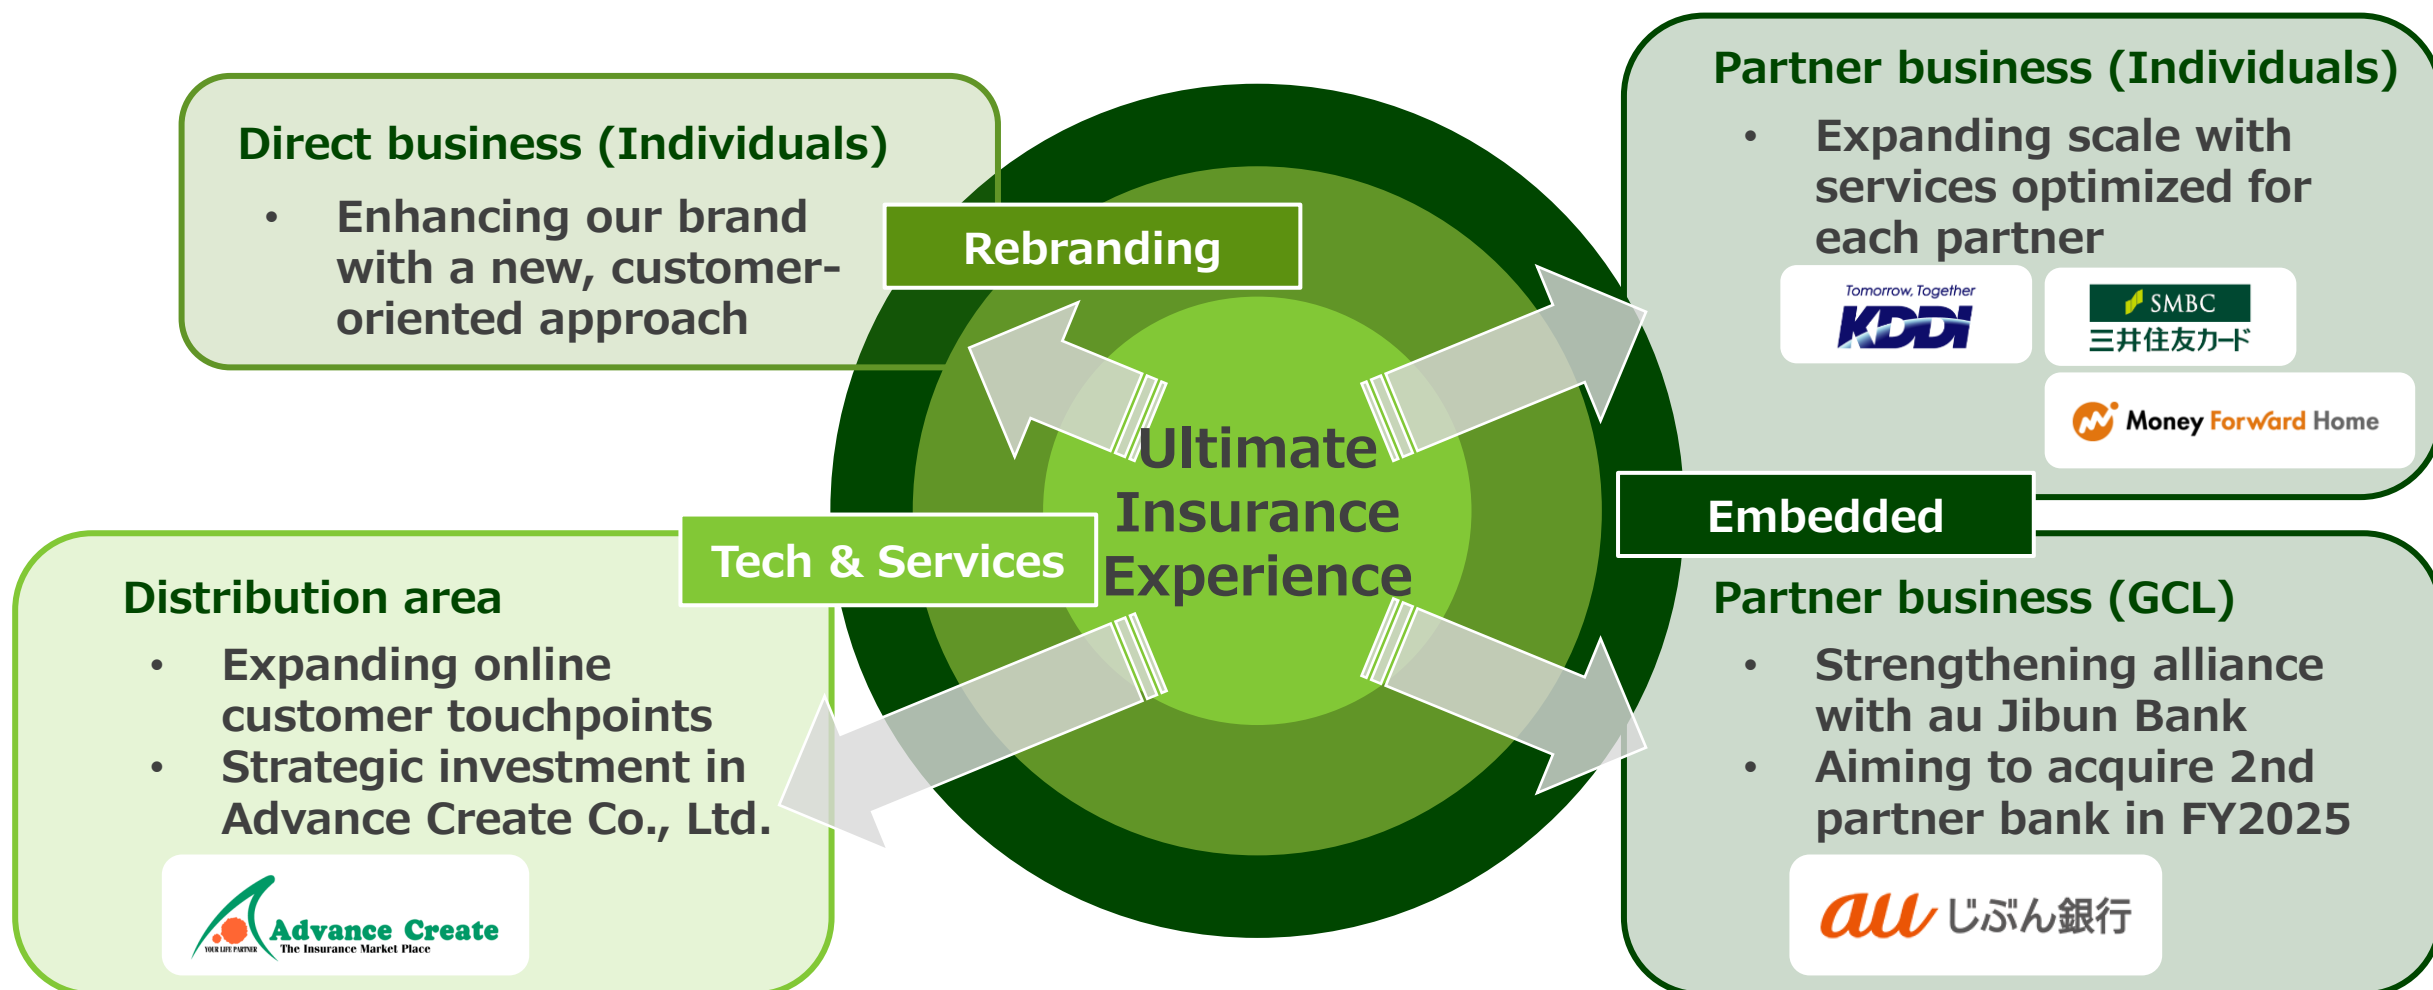 Direct business (Individuals)
• Enhancing our brand
with a new, customer-
oriented approach
Rebranding
Partner business (Individuals)
• Expanding scale with
services optimized for
each partner
Tomorrow, Together
KDDI
SMBC
三井住友カード
Money Forward Home
Ultimate
Insurance
Experience
Tech & Services
Embedded
Distribution area
• Expanding online
customer touchpoints
• Strategic investment in
Advance Create Co., Ltd.
YOUR LIFE PARTNER
Advance Create
The Insurance Market Place
Partner business (GCL)
• Strengthening alliance
with au Jibun Bank
• Aiming to acquire 2nd
partner bank in FY2025
au じぶん銀行